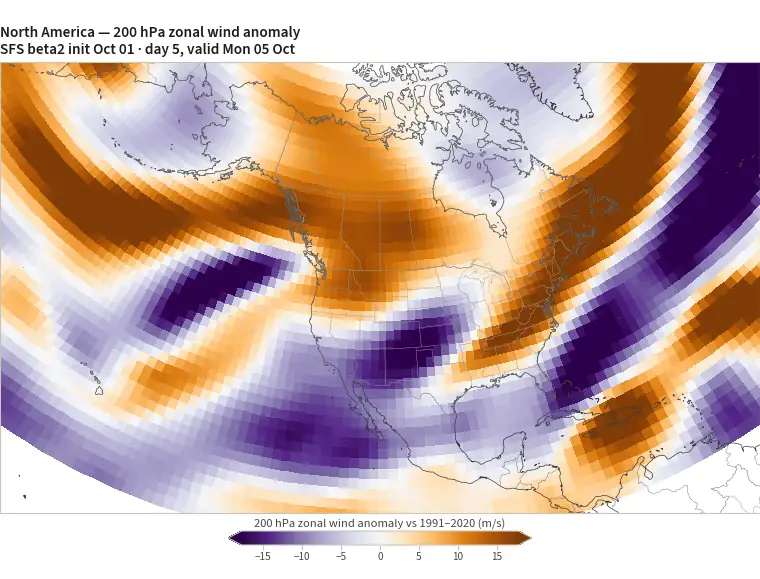 North America — 200 hPa zonal wind anomaly
SFS beta2 init Oct 01 · day 5, valid Mon 05 Oct
200 hPa zonal wind anomaly vs 1991–2020 (m/s)
−15 −10 −5 0 5 10 15